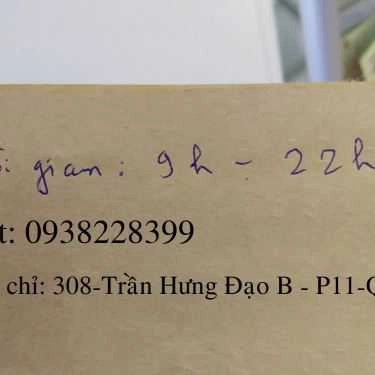 gian: 9h - 22h
t: 0938228399
chỉ: 308-Trần Hưng Đạo B - P11-Q